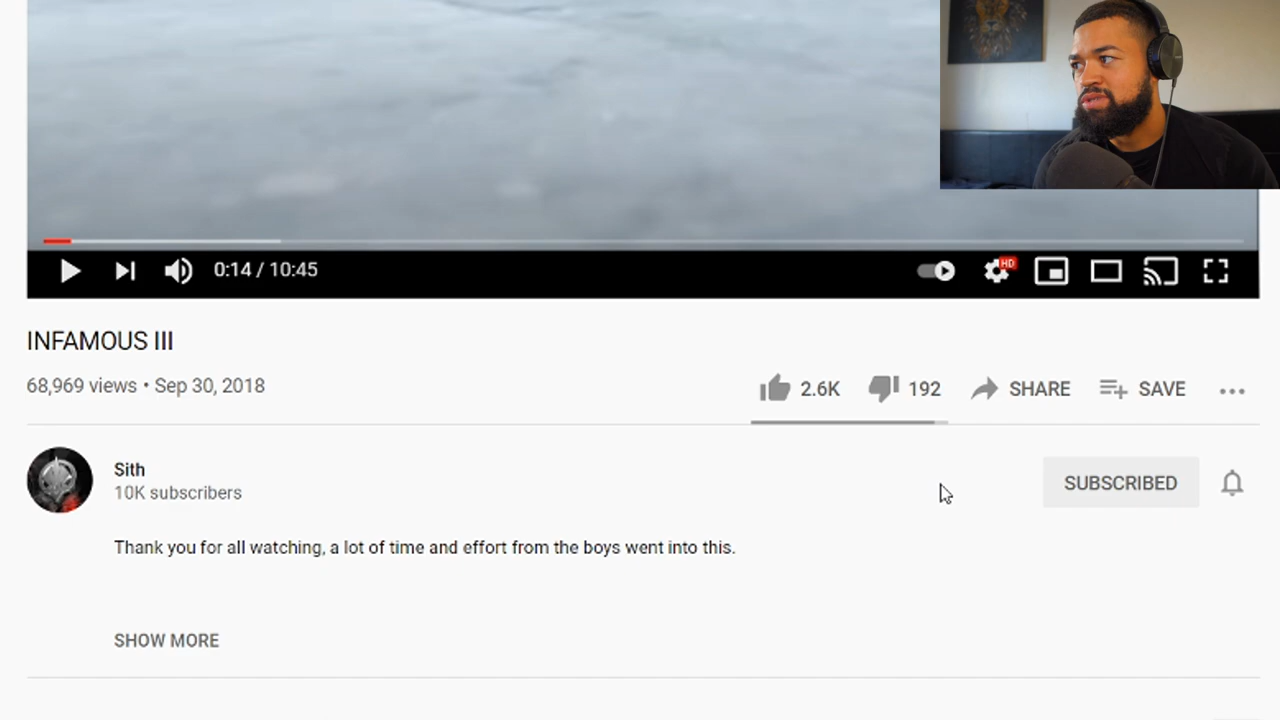 0:14 / 10:45
HD
INFAMOUS III
68,969 views • Sep 30, 2018
2.6K
192
SHARE
SAVE
Sith
10K subscribers
SUBSCRIBED
Thank you for all watching, a lot of time and effort from the boys went into this.
SHOW MORE